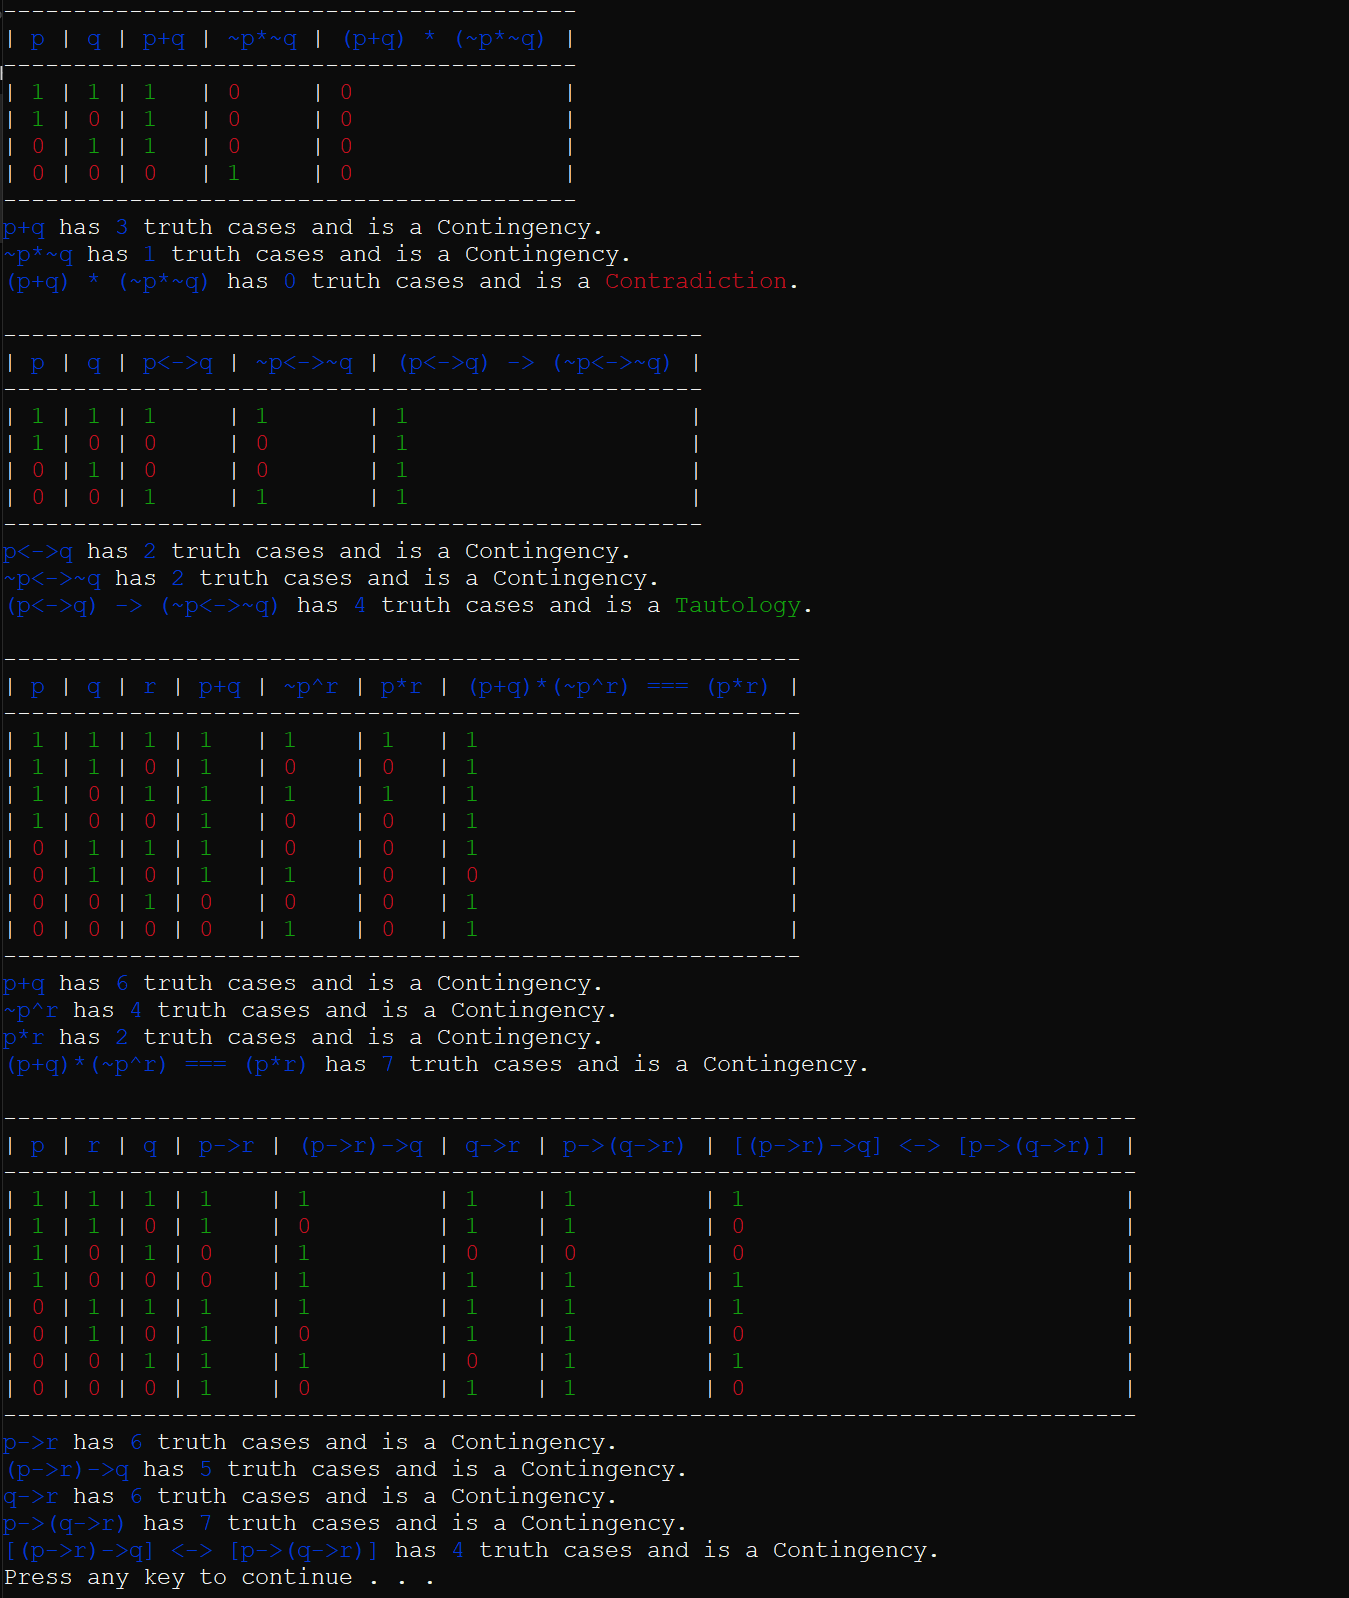 -----------------------------------------
| p | q | p+q | ~p*~q | (p+q) * (~p*~q) |
-----------------------------------------
| 1 | 1 | 1   | 0     | 0               |
| 1 | 0 | 1   | 0     | 0               |
| 0 | 1 | 1   | 0     | 0               |
| 0 | 0 | 0   | 1     | 0               |
-----------------------------------------
p+q has 3 truth cases and is a Contingency.
~p*~q has 1 truth cases and is a Contingency.
(p+q) * (~p*~q) has 0 truth cases and is a Contradiction.

--------------------------------------------------
| p | q | p<->q | ~p<->~q | (p<->q) -> (~p<->~q) |
--------------------------------------------------
| 1 | 1 | 1     | 1       | 1                    |
| 1 | 0 | 0     | 0       | 1                    |
| 0 | 1 | 0     | 0       | 1                    |
| 0 | 0 | 1     | 1       | 1                    |
--------------------------------------------------
p<->q has 2 truth cases and is a Contingency.
~p<->~q has 2 truth cases and is a Contingency.
(p<->q) -> (~p<->~q) has 4 truth cases and is a Tautology.

---------------------------------------------------------
| p | q | r | p+q | ~p^r | p*r | (p+q)*(~p^r) === (p*r) |
---------------------------------------------------------
| 1 | 1 | 1 | 1   | 1    | 1   | 1                      |
| 1 | 1 | 0 | 1   | 0    | 0   | 1                      |
| 1 | 0 | 1 | 1   | 1    | 1   | 1                      |
| 1 | 0 | 0 | 1   | 0    | 0   | 1                      |
| 0 | 1 | 1 | 1   | 0    | 0   | 1                      |
| 0 | 1 | 0 | 1   | 1    | 0   | 0                      |
| 0 | 0 | 1 | 0   | 0    | 0   | 1                      |
| 0 | 0 | 0 | 0   | 1    | 0   | 1                      |
---------------------------------------------------------
p+q has 6 truth cases and is a Contingency.
~p^r has 4 truth cases and is a Contingency.
p*r has 2 truth cases and is a Contingency.
(p+q)*(~p^r) === (p*r) has 7 truth cases and is a Contingency.

---------------------------------------------------------------------------------
| p | r | q | p->r | (p->r)->q | q->r | p->(q->r) | [(p->r)->q] <-> [p->(q->r)] |
---------------------------------------------------------------------------------
| 1 | 1 | 1 | 1    | 1         | 1    | 1         | 1                           |
| 1 | 1 | 0 | 1    | 0         | 1    | 1         | 0                           |
| 1 | 0 | 1 | 0    | 1         | 0    | 0         | 0                           |
| 1 | 0 | 0 | 0    | 1         | 1    | 1         | 1                           |
| 0 | 1 | 1 | 1    | 1         | 1    | 1         | 1                           |
| 0 | 1 | 0 | 1    | 0         | 1    | 1         | 0                           |
| 0 | 0 | 1 | 1    | 1         | 0    | 1         | 1                           |
| 0 | 0 | 0 | 1    | 0         | 1    | 1         | 0                           |
---------------------------------------------------------------------------------
p->r has 6 truth cases and is a Contingency.
(p->r)->q has 5 truth cases and is a Contingency.
q->r has 6 truth cases and is a Contingency.
p->(q->r) has 7 truth cases and is a Contingency.
[(p->r)->q] <-> [p->(q->r)] has 4 truth cases and is a Contingency.
Press any key to continue . . .